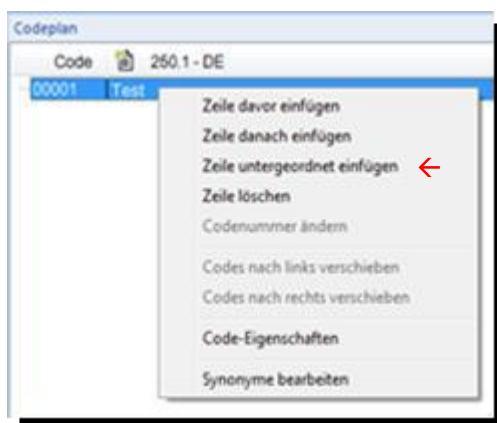 Codeplan
Code 250.1 - DE
00001 Test
Zeile davor einfügen
Zeile danach einfügen
Zeile untergeordnet einfügen
Zeile löschen
Codenummer ändern
Codes nach links verschieben
Codes nach rechts verschieben
Code-Eigenschaften
Synonyme bearbeiten